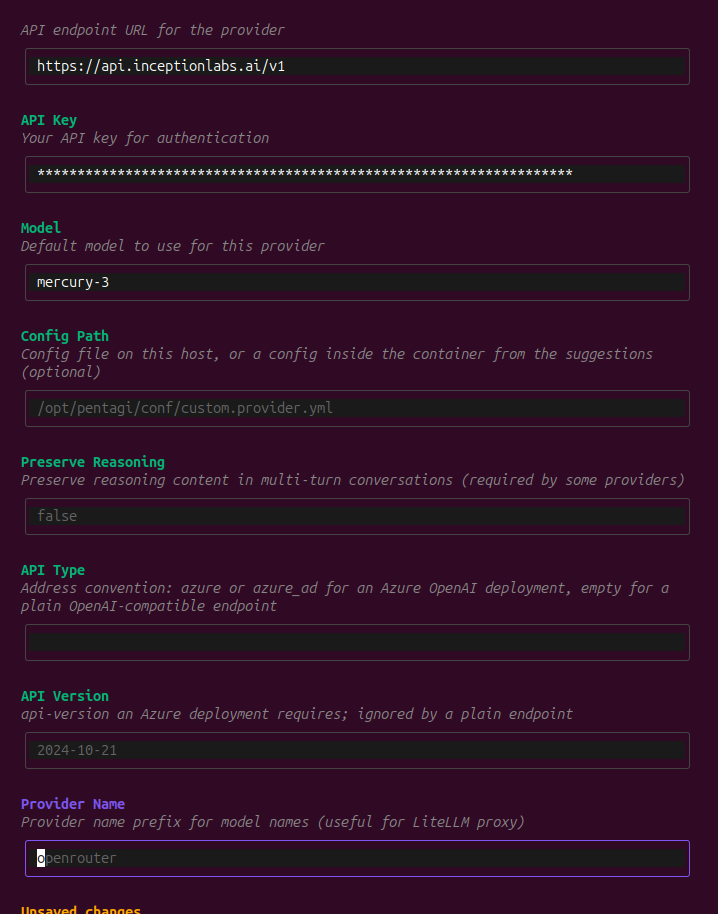 API endpoint URL for the provider
https://api.inceptionlabs.ai/v1
API Key
Your API key for authentication
*******************************************************************
Model
Default model to use for this provider
mercury-3
Config Path
Config file on this host, or a config inside the container from the suggestions
(optional)
/opt/pentagi/conf/custom.provider.yml
Preserve Reasoning
Preserve reasoning content in multi-turn conversations (required by some providers)
false
API Type
Address convention: azure or azure_ad for an Azure OpenAI deployment, empty for a
plain OpenAI-compatible endpoint
API Version
api-version an Azure deployment requires; ignored by a plain endpoint
2024-10-21
Provider Name
Provider name prefix for model names (useful for LiteLLM proxy)
openrouter
Unsaved changes